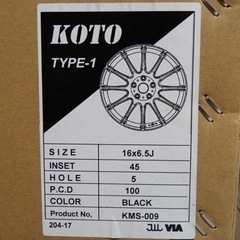 KOTO
TYPE-1
SIZE 16x6.5J
INSET 45
HOLE 5
P.C.D 100
COLOR BLACK
Product No, KMS-009
204-17 JWL VIA